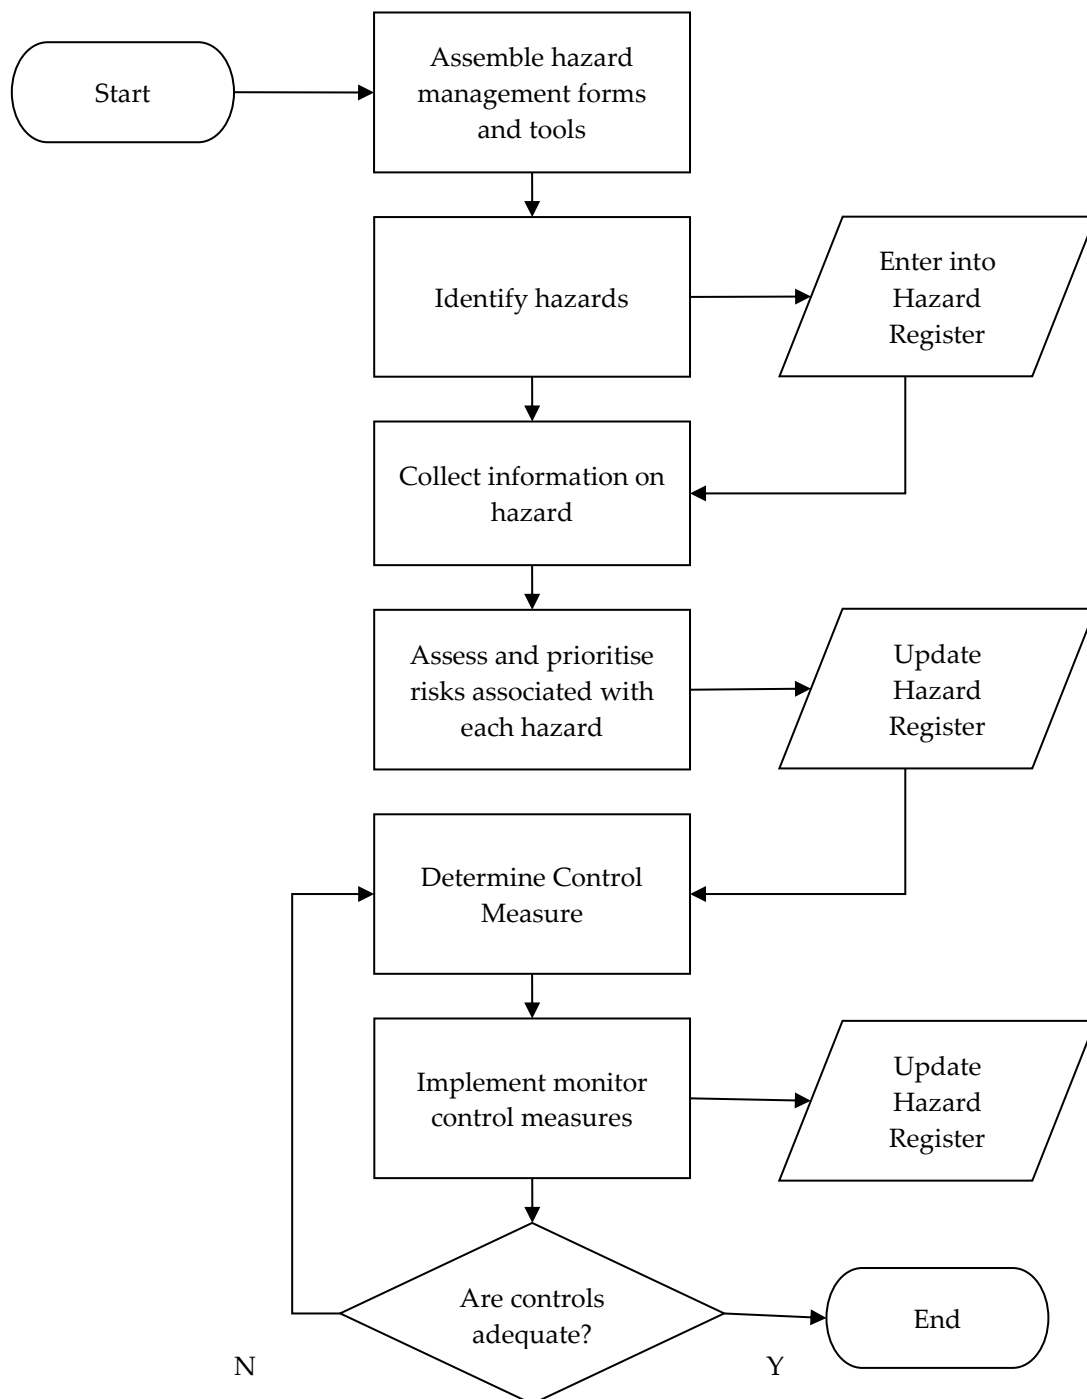 Start
Assemble hazard
management forms
and tools
Identify hazards
Enter into
Hazard
Register
Collect information on
hazard
Assess and prioritise
risks associated with
each hazard
Update
Hazard
Register
Determine Control
Measure
Implement monitor
control measures
Update
Hazard
Register
Are controls
adequate?
End
N
Y